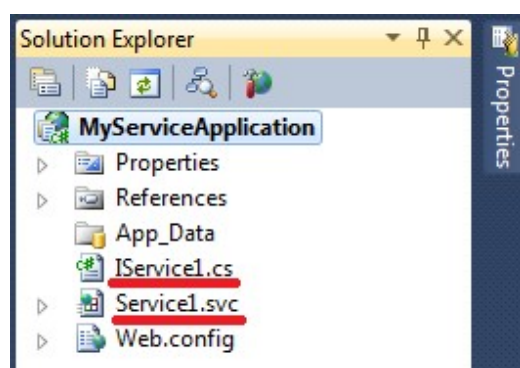 Solution Explorer
MyServiceApplication
Properties
References
App_Data
IService1.cs
Service1.svc
Web.config
Properties